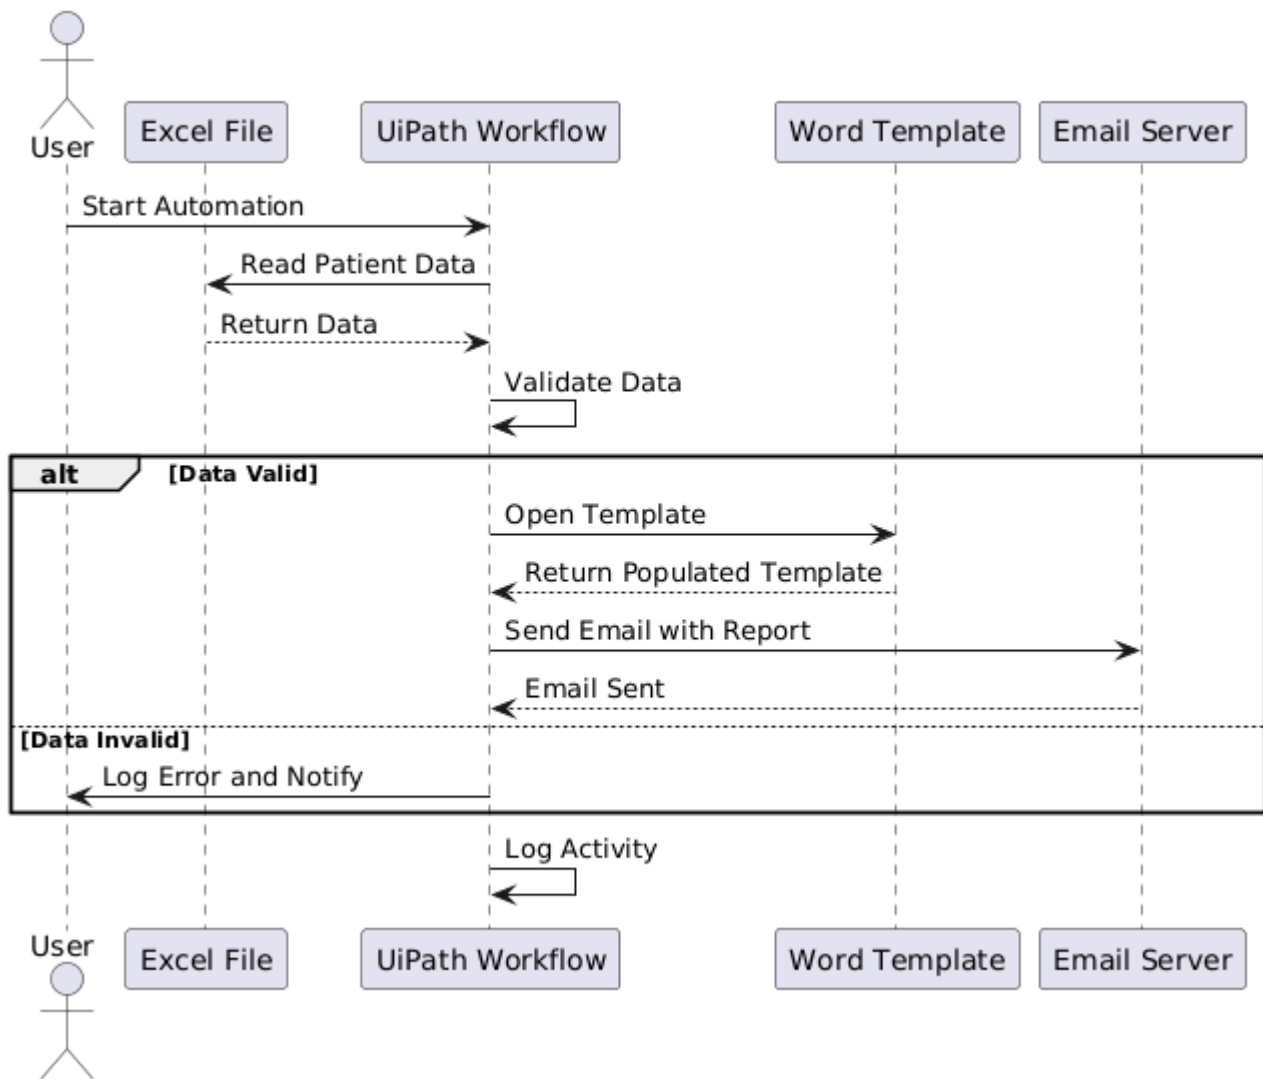 User
Excel File
UiPath Workflow
Word Template
Email Server
Start Automation
Read Patient Data
Return Data
Validate Data
alt
[Data Valid]
Open Template
Return Populated Template
Send Email with Report
Email Sent
[Data Invalid]
Log Error and Notify
Log Activity
User
Excel File
UiPath Workflow
Word Template
Email Server